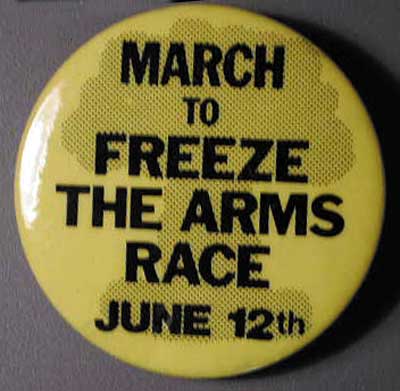 MARCH
TO
FREEZE
THE ARMS
RACE
JUNE 12th